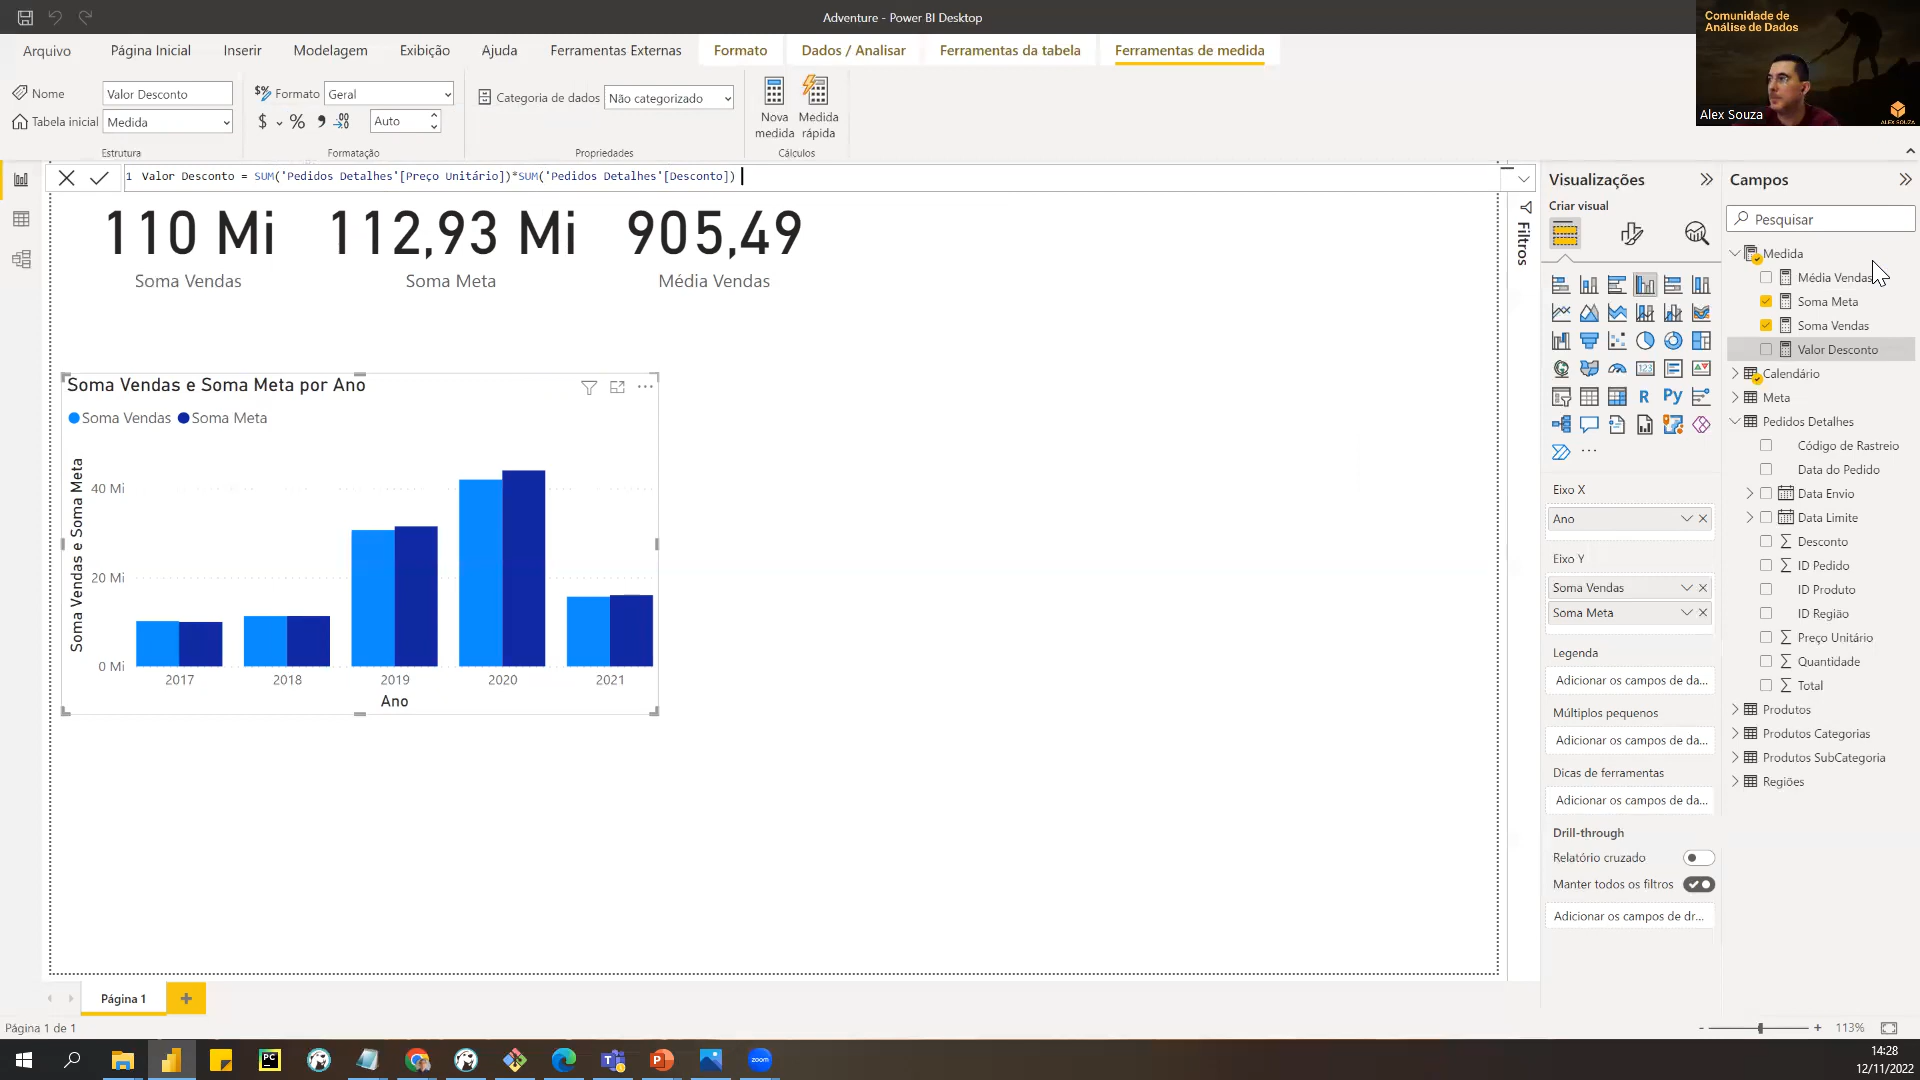 Adventure - Power BI Desktop
Comunidade de
Análise de Dados
Alex Souza
ALEX SOUZA
Arquivo Página Inicial Inserir Modelagem Exibição Ajuda Ferramentas Externas Formato Dados / Analisar Ferramentas da tabela Ferramentas de medida
Nome Valor Desconto
Tabela inicial Medida
Estrutura
$% Formato Geral
$ % 9 .00 Auto
Formatação
Categoria de dados Não categorizado
Propriedades
Nova
medida
Medida
rápida
Cálculos
1 Valor Desconto = SUM('Pedidos Detalhes'[Preço Unitário])*SUM('Pedidos Detalhes'[Desconto])
110 Mi
Soma Vendas
112,93 Mi
Soma Meta
905,49
Média Vendas
Soma Vendas e Soma Meta por Ano
Soma Vendas Soma Meta
Soma Vendas e Soma Meta
40 Mi
20 Mi
0 Mi
2017 2018 2019 2020 2021
Ano
Filtros
Visualizações
Criar visual
123
R Py
...
Eixo X
Ano
Eixo Y
Soma Vendas
Soma Meta
Legenda
Adicionar os campos de da...
Múltiplos pequenos
Adicionar os campos de da...
Dicas de ferramentas
Adicionar os campos de da...
Drill-through
Relatório cruzado
Manter todos os filtros
Adicionar os campos de dr...
Campos
Pesquisar
Medida
Média Vendas
Soma Meta
Soma Vendas
Valor Desconto
Calendário
Meta
Pedidos Detalhes
Código de Rastreio
Data do Pedido
Data Envio
Data Limite
Desconto
ID Pedido
ID Produto
ID Região
Preço Unitário
Quantidade
Total
Produtos
Produtos Categorias
Produtos SubCategoria
Regiões
Página 1 +
Página 1 de 1
- + 113%
PC
zoom
14:28
12/11/2022